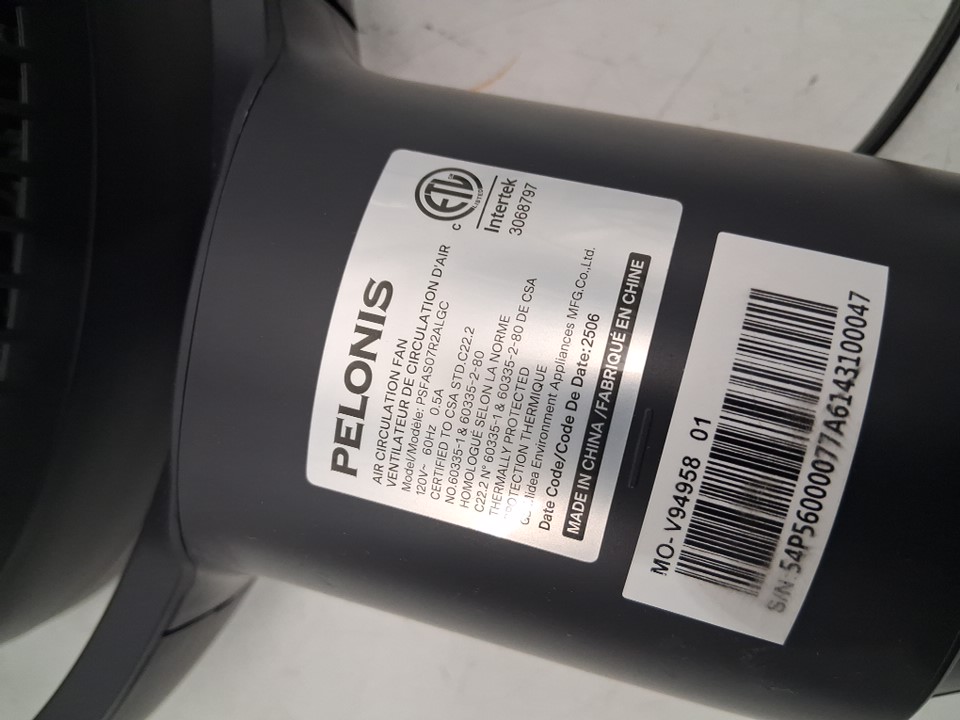 PELONIS
AIR CIRCULATION FAN
VENTILATEUR DE CIRCULATION D'AIR
Model/Modèle: PSFAS07R2ALGC
120V~ 60Hz 0.5A
CERTIFIED TO CSA STD.C22.2
NO.60335-1 & 60335-2-80
HOMOLOGUÉ SELON LA NORME
C22.2 N° 60335-1 & 60335-2-80 DE CSA
THERMALLY PROTECTED
PROTECTION THERMIQUE
Environment Appliances MFG.Co.,Ltd.
Date Code/Code De Date:2506
MADE IN CHINA /FABRIQUÉ EN CHINE
C ETL LISTED
Intertek
3068797
MO- V94958 01
S/N:54P5600077A6143100047